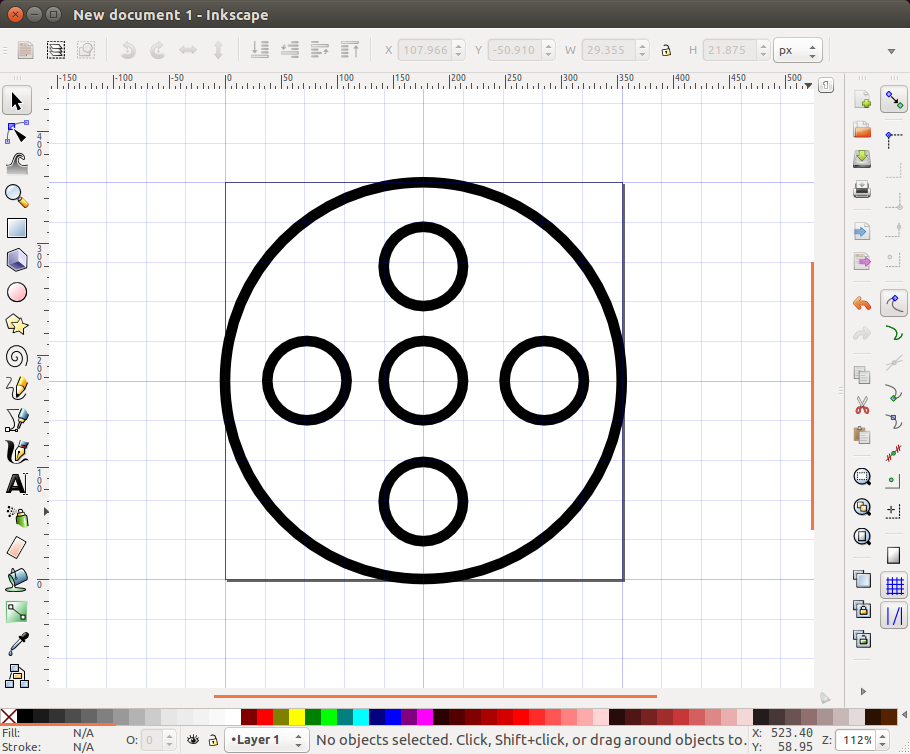 New document 1 - Inkscape
X 107.966 Y -50.910 W 29.355 H 21.875 px
-150 -100 -50 0 50 100 150 200 250 300 350 400 450 500
400
300
200
100
0
A
Fill: N/A
Stroke: N/A
O: 0
•Layer 1
No objects selected. Click, Shift+click, or drag around objects to.
X: 523.40
Y: 58.95
Z: 112%